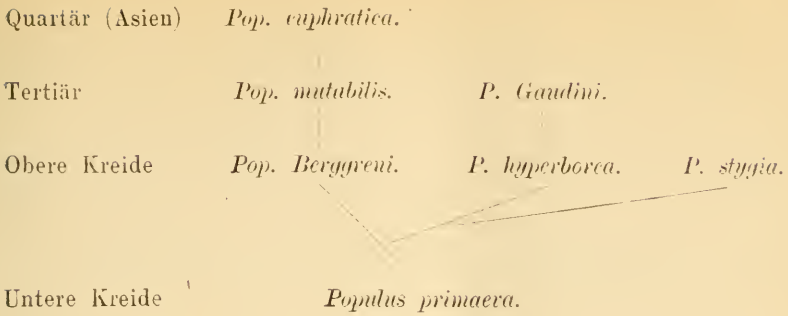 Quartär (Asien) Pop. euphratica.
Tertiär Pop. mutabilis. P. Gaudini.
Obere Kreide Pop. Berggreni. P. hyperborea. P. stygia.
Untere Kreide Populus primaeva.